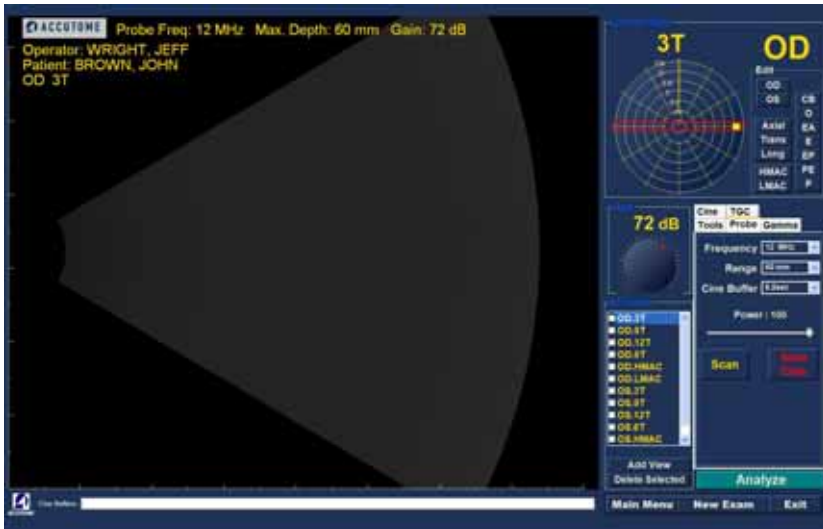 ACCUTOME
Probe Freq: 12 MHz Max. Depth: 60 mm Gain: 72 dB
Operator: WRIGHT, JEFF
Patient: BROWN, JOHN
OD 3T
3T
OD
Edit
OD
OS
CB
O
Axial
EA
Trans
E
Long
EP
HMAC
PE
LMAC
P
72 dB
Cine TGC
Tools Probe Gamma
Frequency 12 MHz
Range 60 mm
Cine Buffer
Power : 100
Scan
OD.3T
OD.9T
OD.12T
OD.6T
OD.HMAC
OD.LMAC
OS.3T
OS.9T
OS.12T
OS.6T
OS.HMAC
Add View
Delete Selected
Analyze
Cine Buffer:
Main Menu New Exam Exit